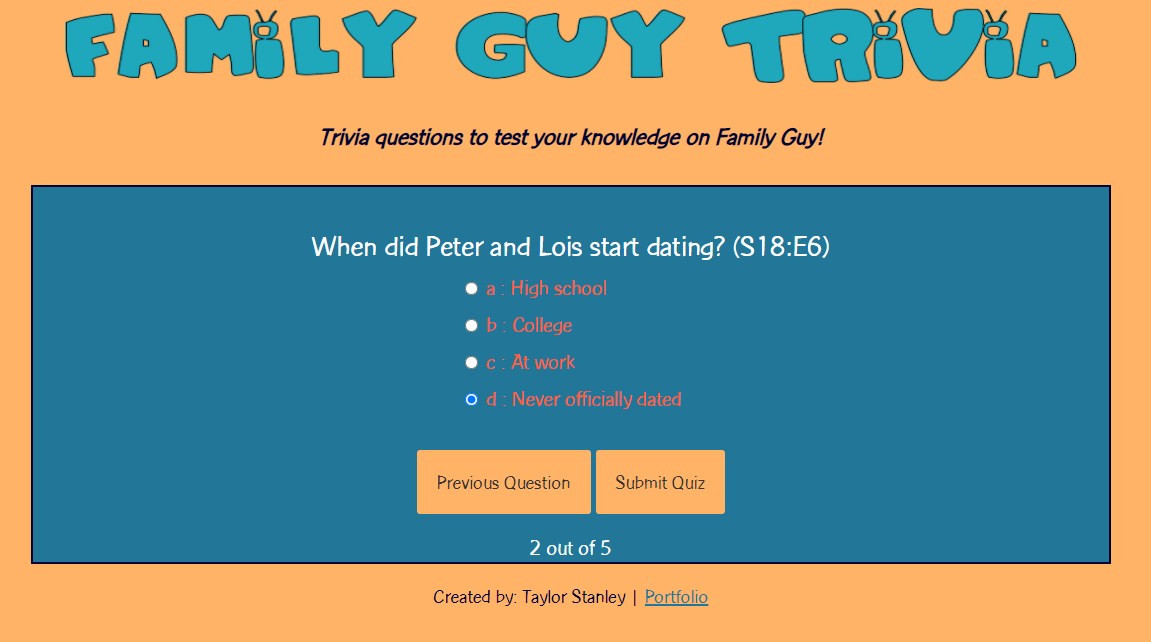 FAMiLY GUY TRiViA
Trivia questions to test your knowledge on Family Guy!
When did Peter and Lois start dating? (S18:E6)
a : High school
b : College
c : At work
d : Never officially dated
Previous Question Submit Quiz
2 out of 5
Created by: Taylor Stanley | Portfolio